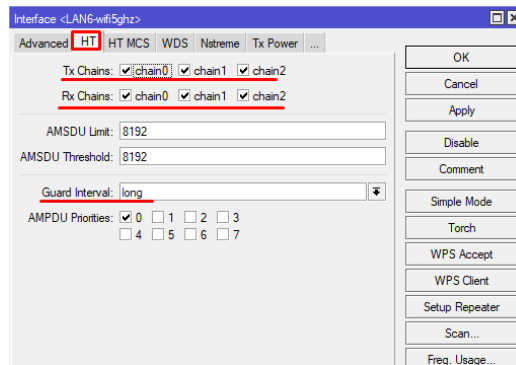 Interface <LAN6-wifi5ghz>
Advanced HT HT MCS WDS Nstreme Tx Power ...
Tx Chains: chain0 chain1 chain2
Rx Chains: chain0 chain1 chain2
AMSDU Limit: 8192
AMSDU Threshold: 8192
Guard Interval: long
AMPDU Priorities: 0 1 2 3
4 5 6 7
OK
Cancel
Apply
Disable
Comment
Simple Mode
Torch
WPS Accept
WPS Client
Setup Repeater
Scan...
Freq. Usage...